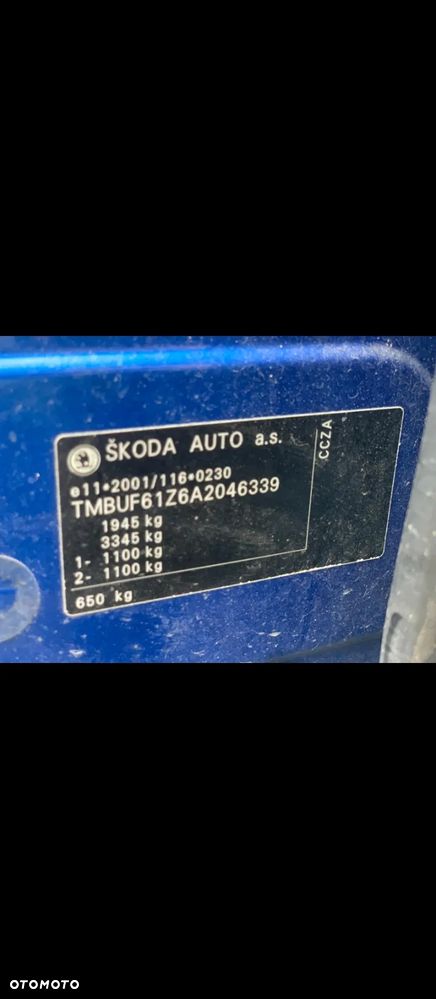 ŠKODA AUTO a.s.
CCZA
e11*2001/116*0230
TMBUF61Z6A2046339
1945 kg
3345 kg
1- 1100 kg
2- 1100 kg
650 kg
OTOMOTO